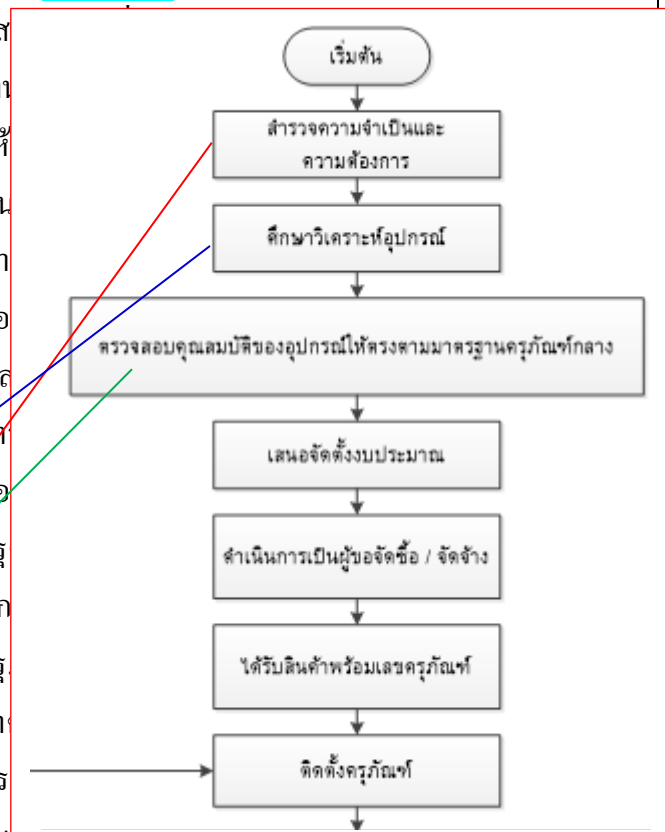 เริ่มต้น
สำรวจความจำเป็นและ
ความต้องการ
ศึกษาวิเคราะห์อุปกรณ์
ตรวจสอบคุณสมบัติของอุปกรณ์ให้ตรงตามมาตรฐานครุภัณฑ์กลาง
เสนอจัดตั้งงบประมาณ
ดำเนินการเป็นผู้ขอจัดซื้อ / จัดจ้าง
ได้รับสินค้าพร้อมเลขครุภัณฑ์
ติดตั้งครุภัณฑ์